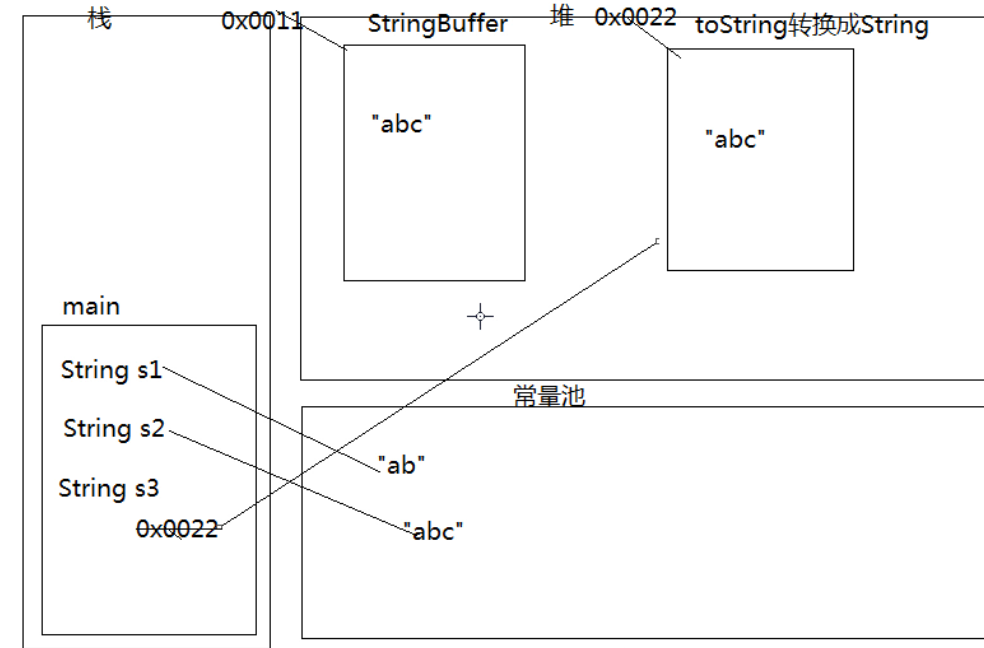 栈
0x0011
StringBuffer
堆
0x0022
toString转换成String
"abc"
"abc"
main
String s1
String s2
String s3
0x0022
常量池
"ab"
"abc"